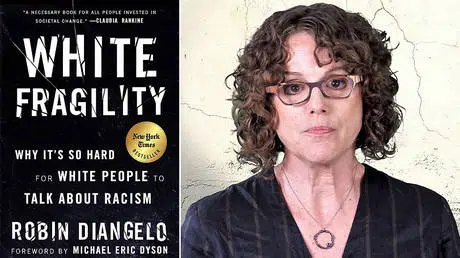 "A NECESSARY BOOK FOR ALL PEOPLE INVESTED IN
SOCIETAL CHANGE." —CLAUDIA RANKINE
WHITE
FRAGILITY
New York
Times
BESTSELLER
WHY IT'S SO HARD
FOR WHITE PEOPLE TO
TALK ABOUT RACISM
ROBIN DIANGELO
FOREWORD BY MICHAEL ERIC DYSON